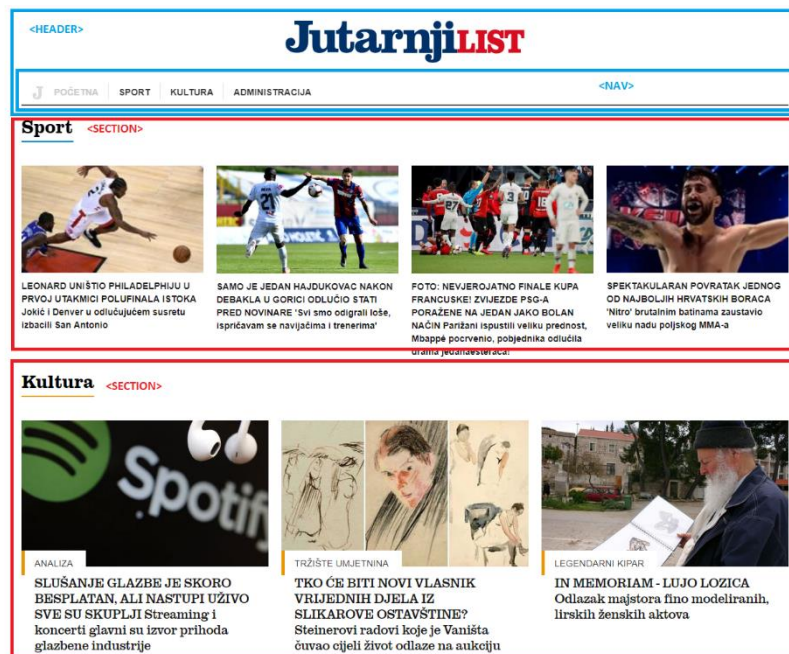 <HEADER>
JutarnjiLIST
J POČETNA SPORT KULTURA ADMINISTRACIJA
<NAV>
Sport <SECTION>
LEONARD UNIŠTIO PHILADELPHIJU U
PRVOJ UTAKMICI POLUFINALA ISTOKA
Jokić i Denver u odlučujućem susretu
izbacili San Antonio
SAMO JE JEDAN HAJDUKOVAC NAKON
DEBAKLA U GORICI ODLUČIO STATI
PRED NOVINARE 'Svi smo odigrali loše,
ispričavam se navijačima i trenerima'
FOTO: NEVJEROJATNO FINALE KUPA
FRANCUSKE! ZVIJEZDE PSG-A
PORAŽENE NA JEDAN JAKO BOLAN
NAČIN Parižani ispustili veliku prednost,
Mbappé pocrvenio, pobjednika odlučila
drama jedanaesteraca!
SPEKTAKULARAN POVRATAK JEDNOG
OD NAJBOLJIH HRVATSKIH BORACA
'Nitro' brutalnim batinama zaustavio
veliku nadu poljskog MMA-a
Kultura <SECTION>
Spotif
ANALIZA
SLUŠANJE GLAZBE JE SKORO
BESPLATAN, ALI NASTUPI UŽIVO
SVE SU SKUPLJI Streaming i
koncerti glavni su izvor prihoda
glazbene industrije
TRŽIŠTE UMJETNINA
TKO ĆE BITI NOVI VLASNIK
VRIJEDNIH DJELA IZ
SLIKAROVE OSTAVŠTINE?
Steinerovi radovi koje je Vaništa
čuvao cijeli život odlaze na aukciju
LEGENDARNI KIPAR
IN MEMORIAM - LUJO LOZICA
Odlazak majstora fino modeliranih,
lirskih ženskih aktova